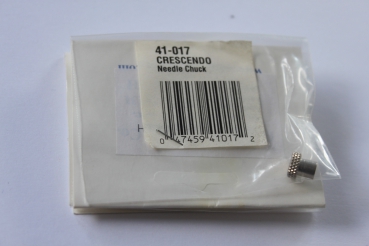 41-017
CRESCENDO
Needle Chuck
H
0 47459 41017 2